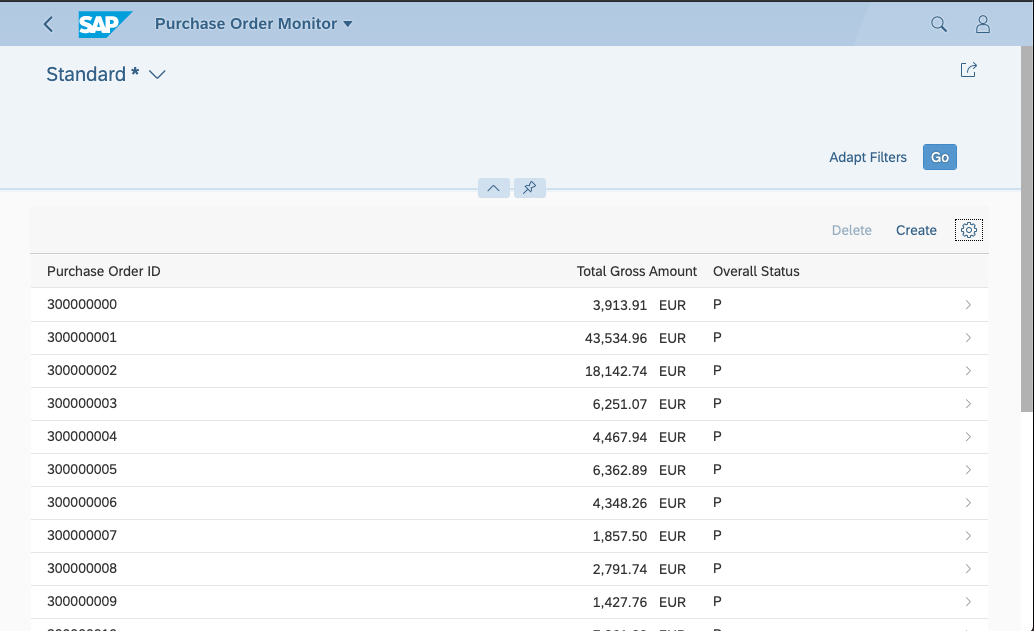 SAP Purchase Order Monitor
Standard *
Adapt Filters Go
Delete Create
Purchase Order ID Total Gross Amount Overall Status
300000000 3,913.91 EUR P
300000001 43,534.96 EUR P
300000002 18,142.74 EUR P
300000003 6,251.07 EUR P
300000004 4,467.94 EUR P
300000005 6,362.89 EUR P
300000006 4,348.26 EUR P
300000007 1,857.50 EUR P
300000008 2,791.74 EUR P
300000009 1,427.76 EUR P